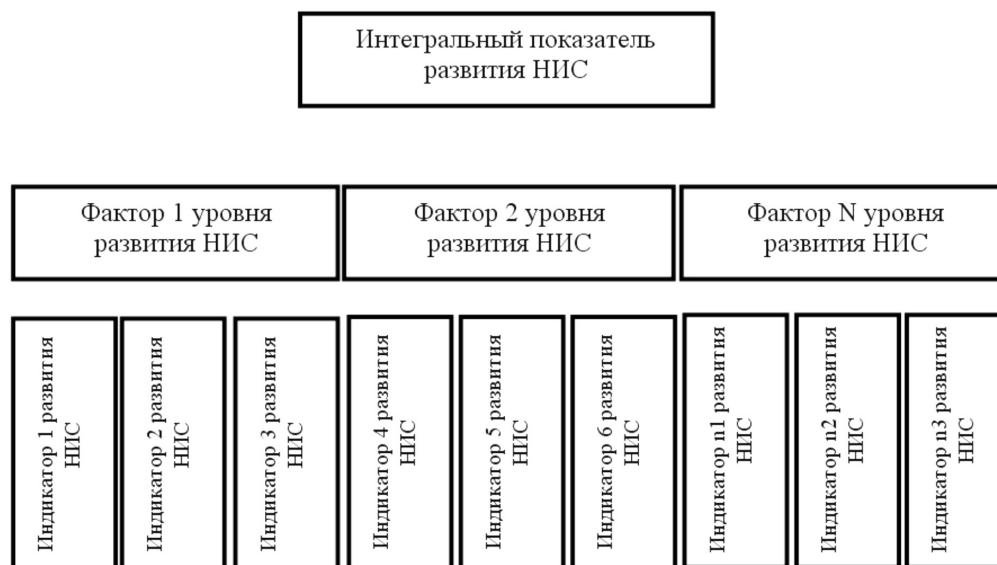 Интегральный показатель
развития НИС
Фактор 1 уровня
развития НИС
Фактор 2 уровня
развития НИС
Фактор N уровня
развития НИС
Индикатор 1 развития
НИС
Индикатор 2 развития
НИС
Индикатор 3 развития
НИС
Индикатор 4 развития
НИС
Индикатор 5 развития
НИС
Индикатор 6 развития
НИС
Индикатор n1 развития
НИС
Индикатор n2 развития
НИС
Индикатор n3 развития
НИС